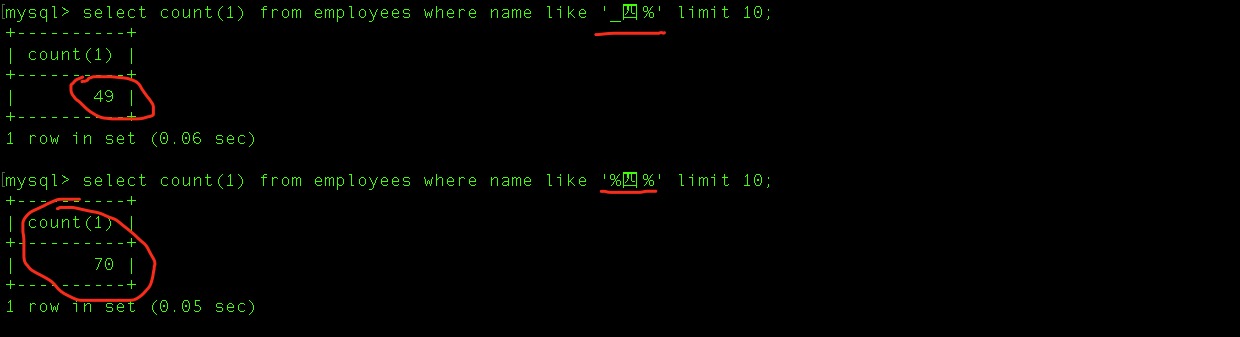 [mysql> select count(1) from employees where name like '_四%' limit 10;
+----------+
| count(1) |
+----------+
|       49 |
+----------+
1 row in set (0.06 sec)
[mysql> select count(1) from employees where name like '%四%' limit 10;
+----------+
| count(1) |
+----------+
|       70 |
+----------+
1 row in set (0.05 sec)